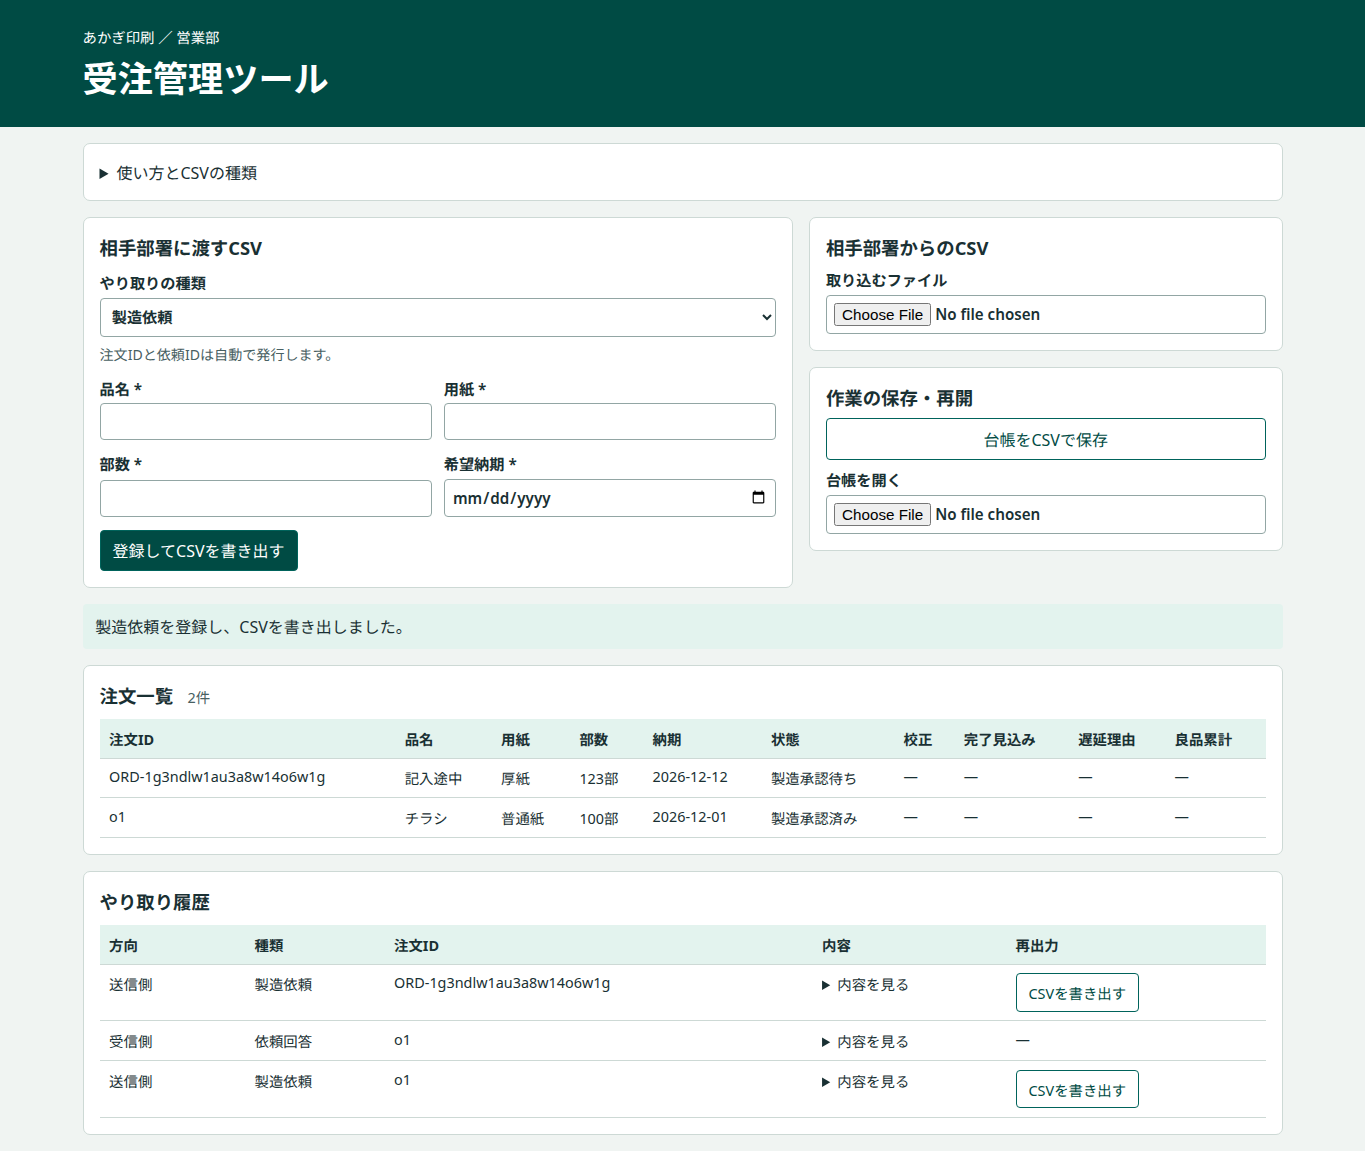 あかぎ印刷 ／ 営業部
受注管理ツール
▶ 使い方とCSVの種類
相手部署に渡すCSV
やり取りの種類
製造依頼
注文IDと依頼IDは自動で発行します。
品名 * 用紙 *
部数 * 希望納期 *
mm/dd/yyyy
登録してCSVを書き出す
相手部署からのCSV
取り込むファイル
Choose File No file chosen
作業の保存・再開
台帳をCSVで保存
台帳を開く
Choose File No file chosen
製造依頼を登録し、CSVを書き出しました。
注文一覧 2件
注文ID 品名 用紙 部数 納期 状態 校正 完了見込み 遅延理由 良品累計
ORD-1g3ndlw1au3a8w14o6w1g 記入途中 厚紙 123部 2026-12-12 製造承認待ち — — — —
o1 チラシ 普通紙 100部 2026-12-01 製造承認済み — — — —
やり取り履歴
方向 種類 注文ID 内容 再出力
送信側 製造依頼 ORD-1g3ndlw1au3a8w14o6w1g ▶ 内容を見る CSVを書き出す
受信側 依頼回答 o1 ▶ 内容を見る —
送信側 製造依頼 o1 ▶ 内容を見る CSVを書き出す